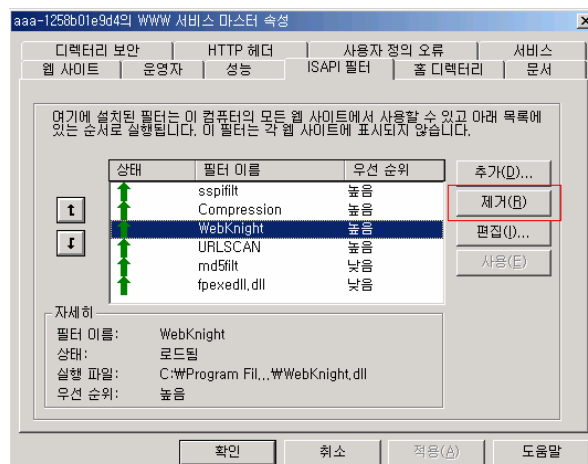 aaa-1258b01e9d4의 WWW 서비스 마스터 속성
디렉터리 보안 HTTP 헤더 사용자 정의 오류 서비스
웹 사이트 운영자 성능 ISAPI 필터 홈 디렉터리 문서
여기에 설치된 필터는 이 컴퓨터의 모든 웹 사이트에서 사용할 수 있고 아래 목록에
있는 순서로 실행됩니다. 이 필터는 각 웹 사이트에 표시되지 않습니다.
상태 필터 이름 우선 순위 추가(D)...
sspifilt 높음
Compression 높음 제거(R)
WebKnight 높음 편집(I)...
URLSCAN 높음
md5filt 낮음 사용(E)
fpexedll.dll 낮음
자세히
필터 이름: WebKnight
상태: 로드됨
실행 파일: C:₩Program Fil...₩WebKnight.dll
우선 순위: 높음
확인 취소 적용(A) 도움말